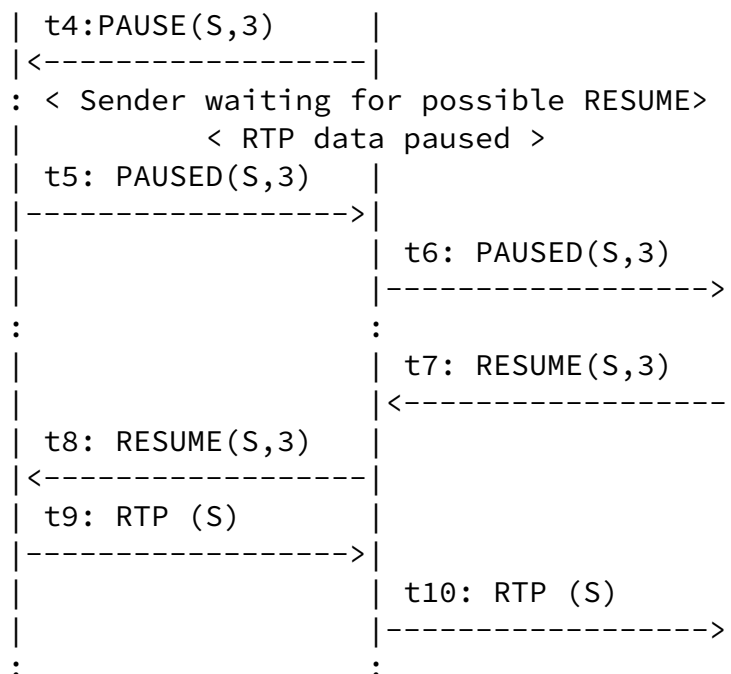 | t4:PAUSE(S,3)      |
|<-------------------|
: < Sender waiting for possible RESUME>
|          < RTP data paused >
| t5: PAUSED(S,3)    |
|------------------>|
|                   | t6: PAUSED(S,3)
|                   |------------------>
:                   :
|                   | t7: RESUME(S,3)
|                   |<------------------
| t8: RESUME(S,3)    |
|<-------------------|
| t9: RTP (S)        |
|------------------>|
|                   | t10: RTP (S)
|                   |------------------>
:                   :